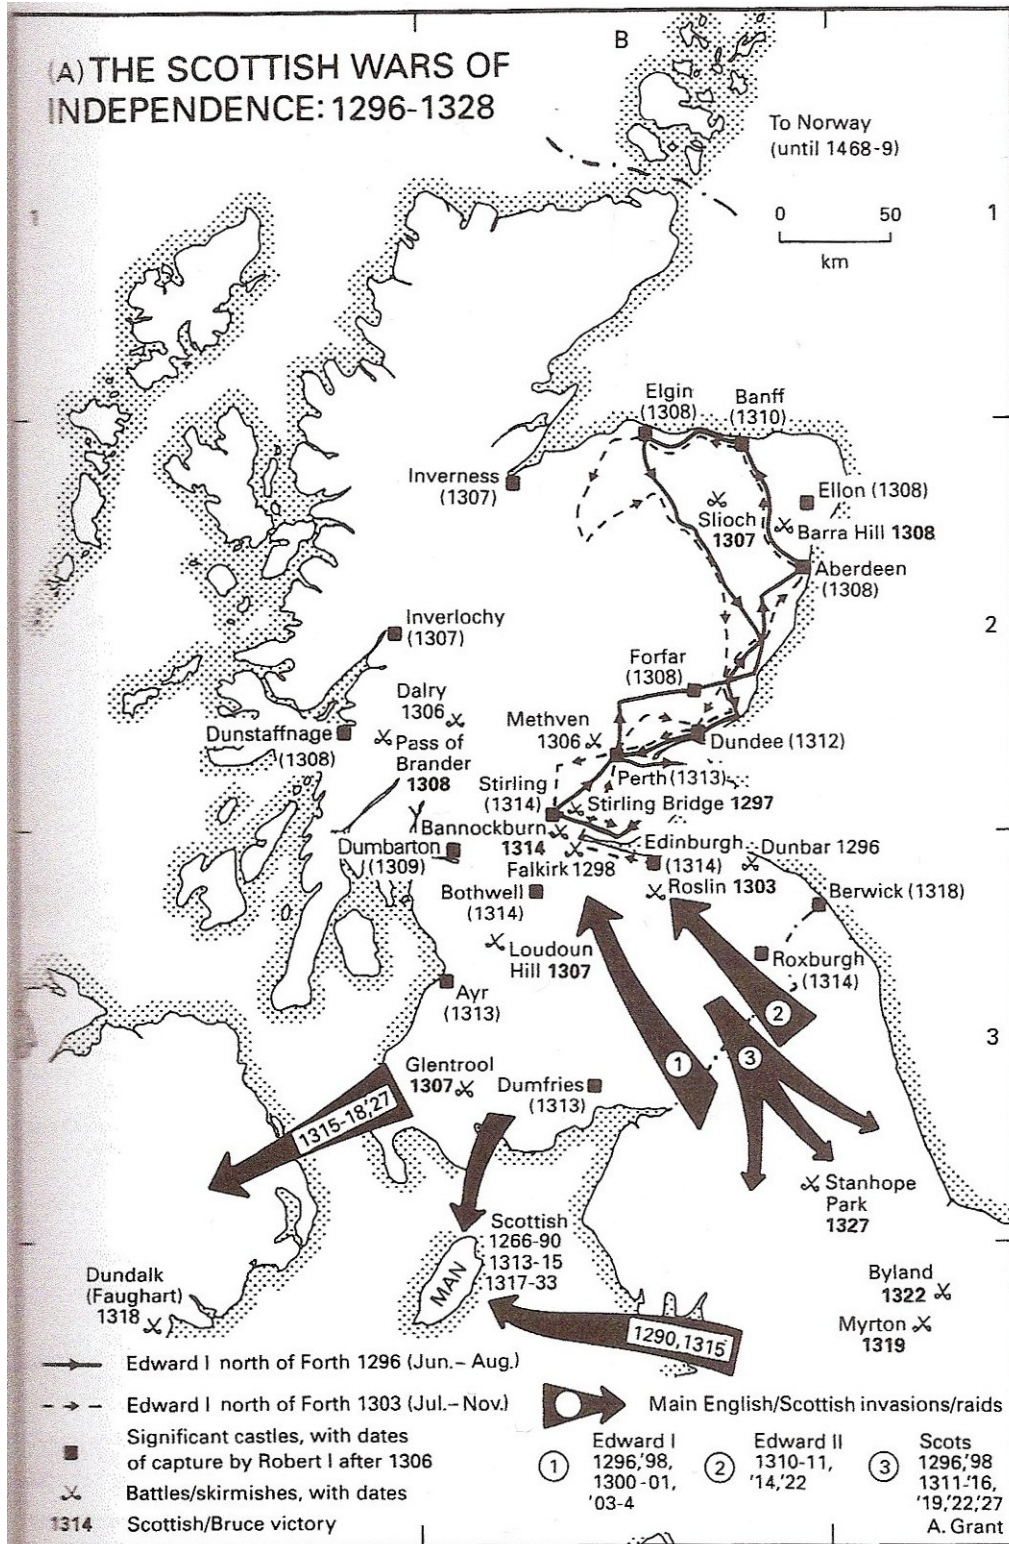 (A) THE SCOTTISH WARS OF
INDEPENDENCE: 1296-1328
B
To Norway
(until 1468-9)
0 50
km
1
1
Elgin
(1308)
Banff
(1310)
Inverness
(1307)
Ellon (1308)
Slioch
1307
Barra Hill 1308
Aberdeen
(1308)
Inverlochy
(1307)
2
Forfar
(1308)
Dalry
1306
Methven
1306
Dunstaffnage
(1308)
Pass of
Brander
1308
Dundee (1312)
Perth (1313)
Stirling
(1314)
Stirling Bridge 1297
Bannockburn
1314
Edinburgh
(1314)
Dunbar 1296
Dumbarton
(1309)
Falkirk 1298
Roslin 1303
Bothwell
(1314)
Berwick (1318)
Loudoun
Hill 1307
Roxburgh
(1314)
Ayr
(1313)
2
3
1
3
Glentrool
1307
Dumfries
(1313)
1315-18,'27
Stanhope
Park
1327
Scottish
1266-90
1313-15
1317-33
MAN
Dundalk
(Faughart)
1318
Byland
1322
Myrton
1319
1290,1315
Edward I north of Forth 1296 (Jun.-Aug.)
Edward I north of Forth 1303 (Jul.-Nov.)
Significant castles, with dates
of capture by Robert I after 1306
Battles/skirmishes, with dates
1314 Scottish/Bruce victory
Main English/Scottish invasions/raids
1 Edward I
1296,'98,
1300-01,
'03-4
2 Edward II
1310-11,
'14,'22
3 Scots
1296,'98
1311-'16,
'19,'22,'27
A. Grant